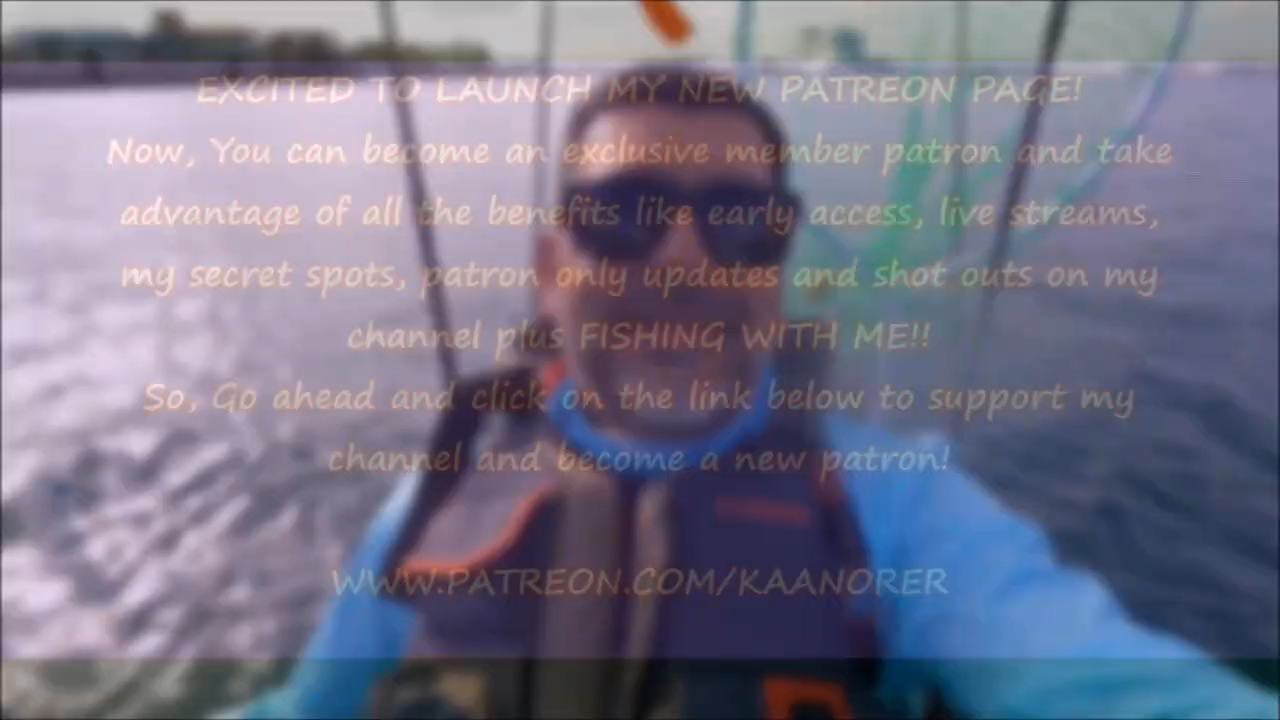 EXCITED TO LAUNCH MY NEW PATREON PAGE!
Now, You can become an exclusive member patron and take
advantage of all the benefits like early access, live streams,
my secret spots, patron only updates and shot outs on my
channel plus FISHING WITH ME!!
So, Go ahead and click on the link below to support my
channel and become a new patron!
WWW.PATREON.COM/KAANORER